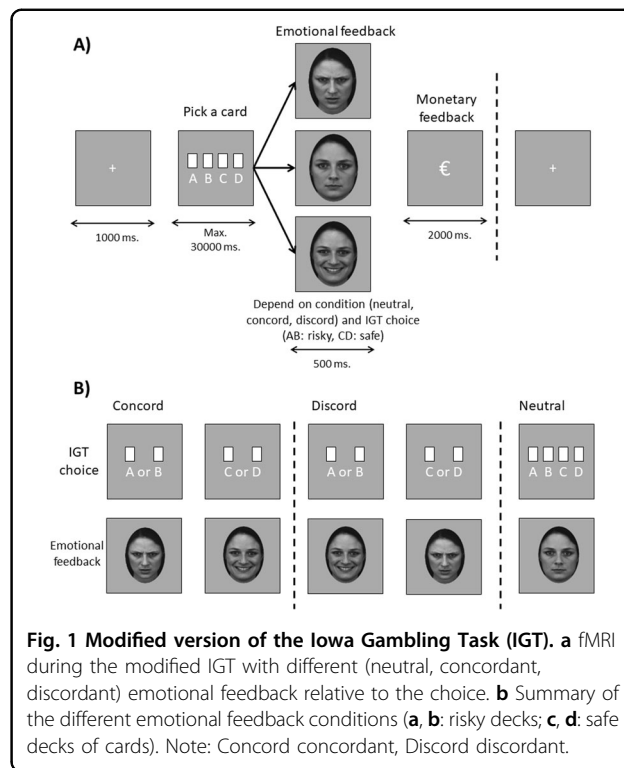 A)
Emotional feedback
Pick a card
Monetary
feedback
+
A B C D
€
+
1000 ms.
Max.
30000 ms.
2000 ms.
Depend on condition (neutral,
concord, discord) and IGT choice
(AB: risky, CD: safe)
500 ms.
B)
Concord
Discord
Neutral
IGT
choice
A or B
C or D
A or B
C or D
A B C D
Emotional
feedback
Fig. 1 Modified version of the Iowa Gambling Task (IGT). a fMRI
during the modified IGT with different (neutral, concordant,
discordant) emotional feedback relative to the choice. b Summary of
the different emotional feedback conditions (a, b: risky decks; c, d: safe
decks of cards). Note: Concord concordant, Discord discordant.